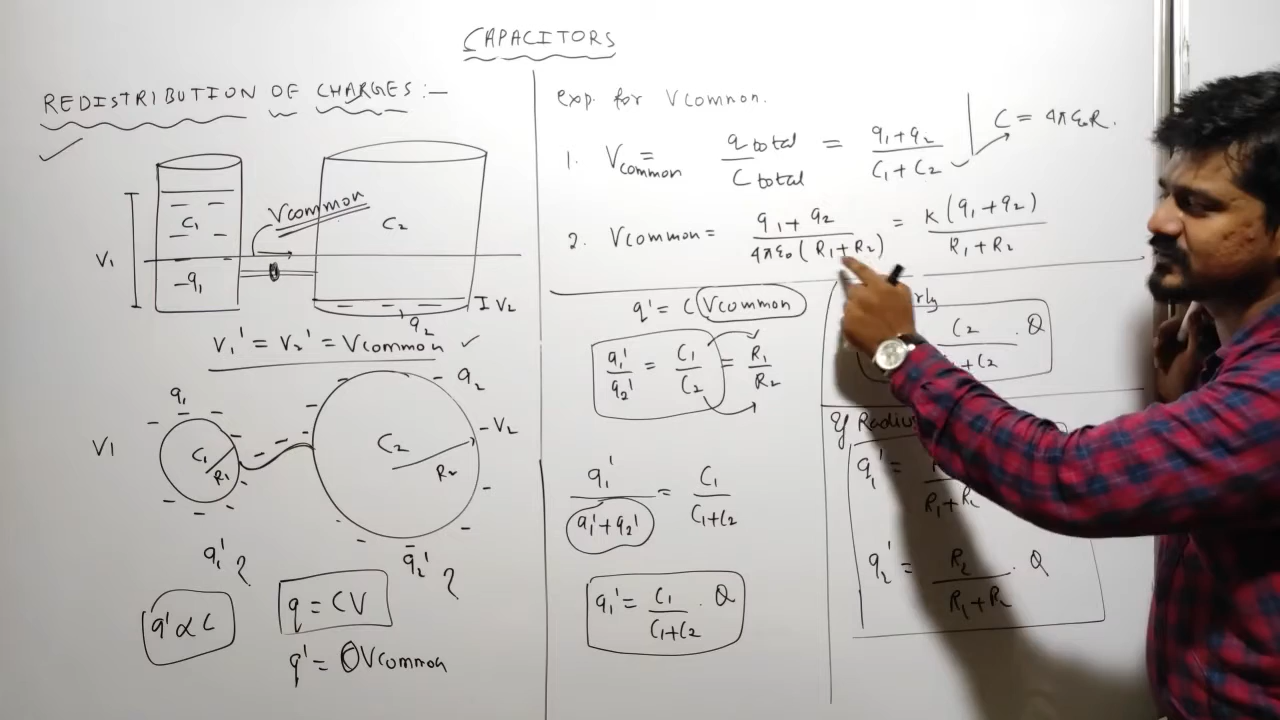 CAPACITORS
REDISTRIBUTION OF CHARGES :-
✓
C1
Vcommon
C2
V1
-q1
V2
q2
V1' = V2' = Vcommon ✓
q1
q2
V1
C1
R1
C2
R2
V2
q1' ?
q2' ?
q' ∝ C
q = CV
q' = CVcommon
exp. for Vcommon.
1. Vcommon = q total / C total = q1+q2 / C1+C2 ✓
C = 4πε0R.
2. Vcommon = q1+q2 / 4πε0(R1+R2) = K(q1+q2) / R1+R2
q' = C Vcommon
q1'/q2' = C1/C2 = R1/R2
q1' / q1'+q2' = C1 / C1+C2
q1' = C1 / C1+C2 . Q
C2 . Q
If Radius
q1' =
R1+R2
q2' = R2 / R1+R2 . Q